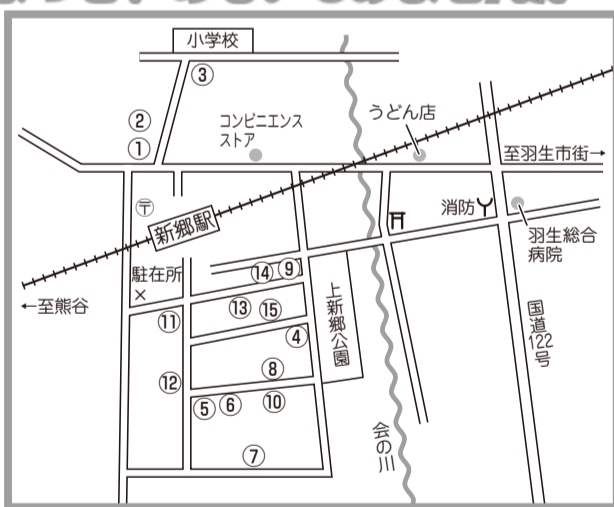 小学校
③
②
①
コンビニエンス
ストア
うどん店
至羽生市街→
〒
新郷駅
消防
羽生総合
病院
駐在所
←至熊谷
⑭
⑨
⑬
⑮
⑪
④
上新郷公園
国道122号
⑧
⑫
⑤
⑥
⑩
⑦
会の川